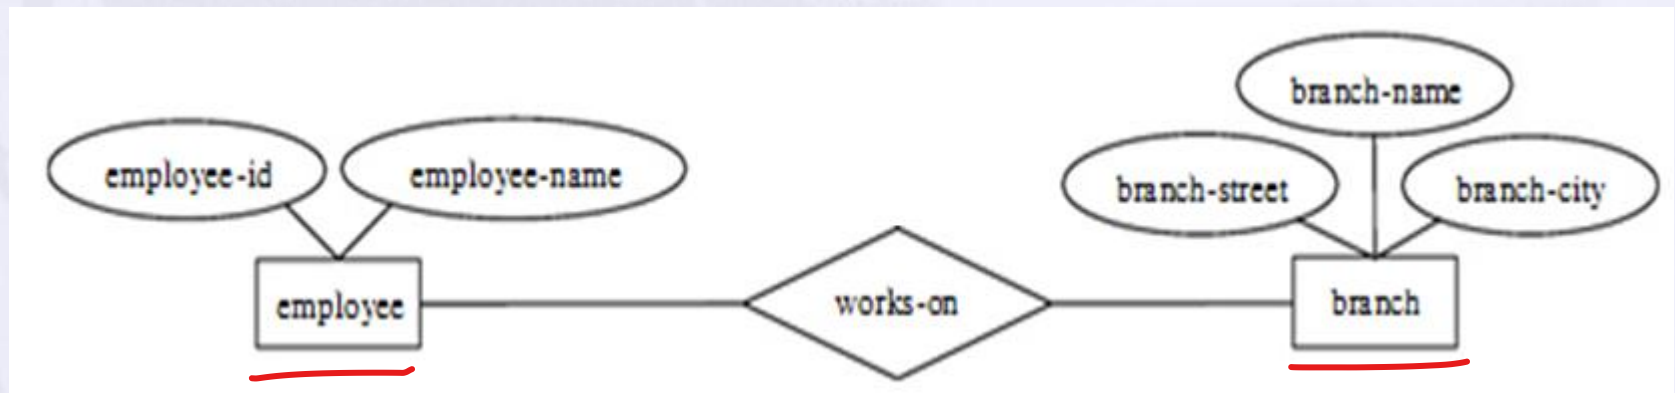 branch-name
employee-id
employee-name
branch-street
branch-city
employee
works-on
branch